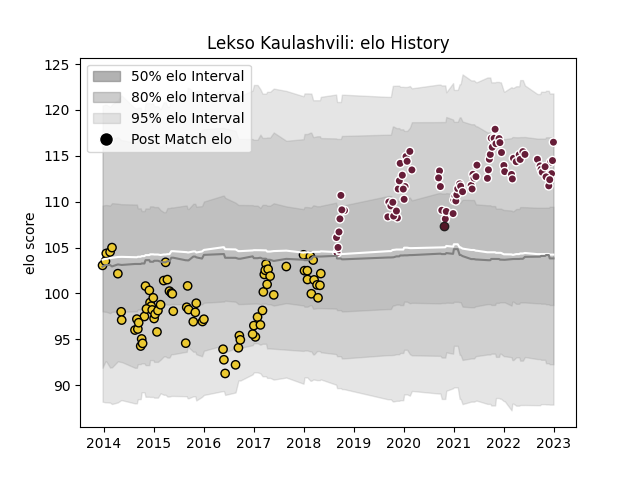 Lekso Kaulashvili: elo History
50% elo Interval
80% elo Interval
95% elo Interval
Post Match elo
elo score
125
120
115
110
105
100
95
90
2014 2015 2016 2017 2018 2019 2020 2021 2022 2023